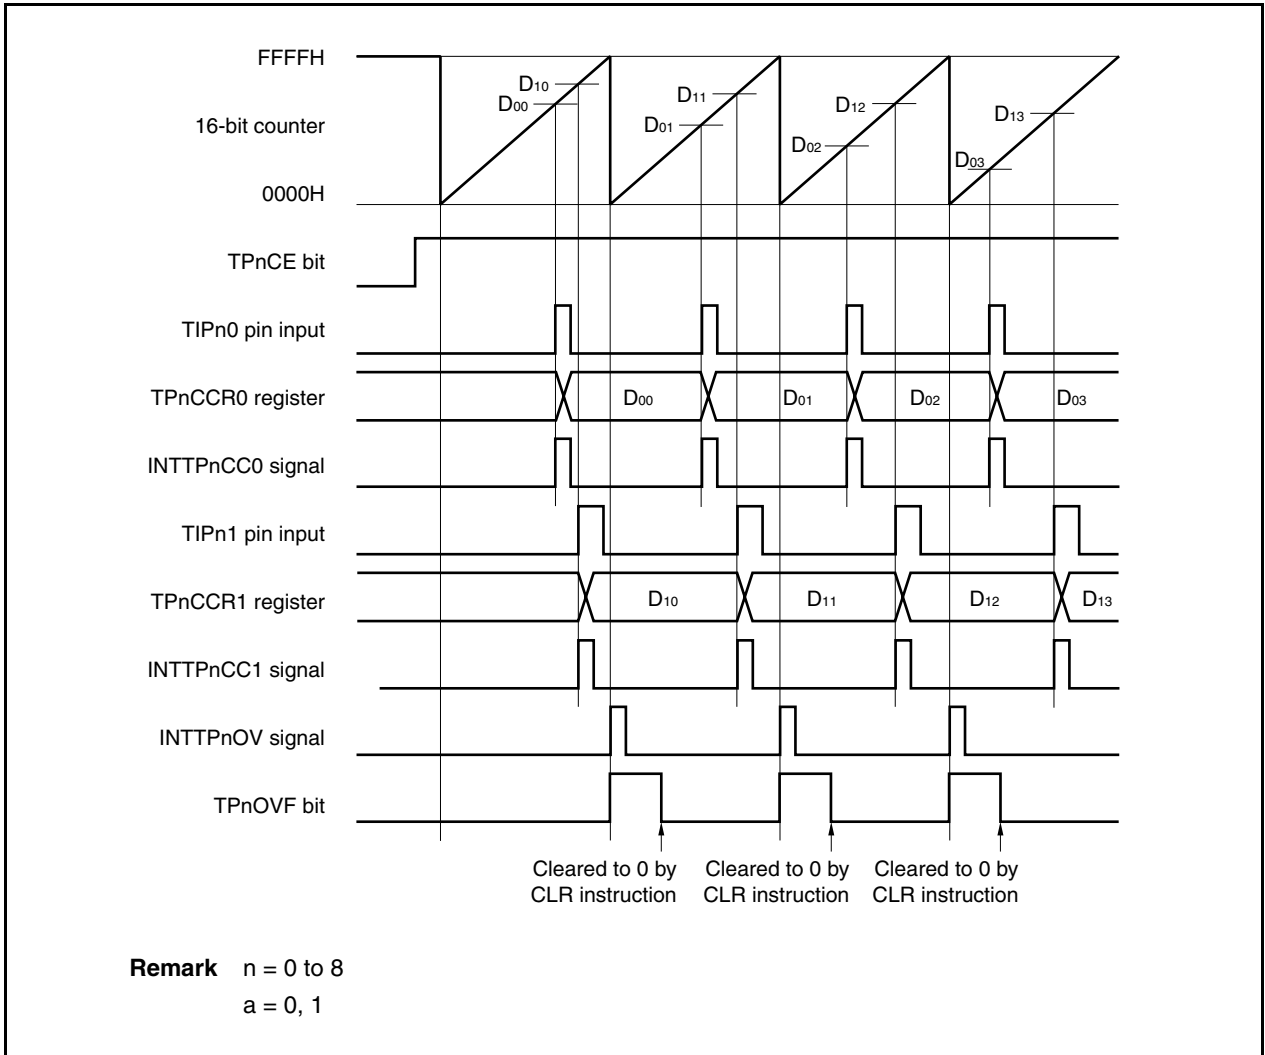 FFFFH
D10
D00
D11
D01
D12
D02
D13
D03
16-bit counter
0000H
TPnCE bit
TIPn0 pin input
TPnCCR0 register
D00
D01
D02
D03
INTTPnCC0 signal
TIPn1 pin input
TPnCCR1 register
D10
D11
D12
D13
INTTPnCC1 signal
INTTPnOV signal
TPnOVF bit
Cleared to 0 by
CLR instruction
Cleared to 0 by
CLR instruction
Cleared to 0 by
CLR instruction
Remark n = 0 to 8
a = 0, 1